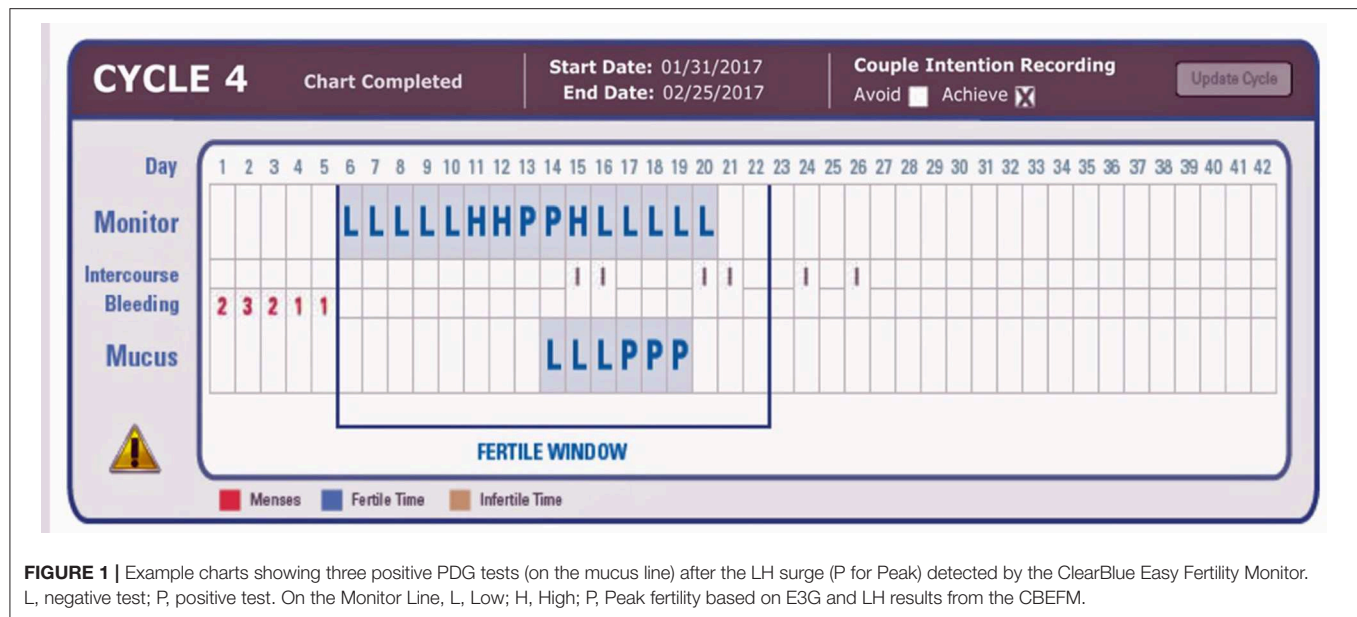 CYCLE 4
Chart Completed
Start Date: 01/31/2017
End Date: 02/25/2017
Couple Intention Recording
Avoid Achieve X
Update Cycle
Day 1 2 3 4 5 6 7 8 9 10 11 12 13 14 15 16 17 18 19 20 21 22 23 24 25 26 27 28 29 30 31 32 33 34 35 36 37 38 39 40 41 42
Monitor L L L L L H H P P H L L L L L
Intercourse I I I I I I
Bleeding 2 3 2 1 1
Mucus L L L P P P
FERTILE WINDOW
Menses Fertile Time Infertile Time
FIGURE 1 | Example charts showing three positive PDG tests (on the mucus line) after the LH surge (P for Peak) detected by the ClearBlue Easy Fertility Monitor.
L, negative test; P, positive test. On the Monitor Line, L, Low; H, High; P, Peak fertility based on E3G and LH results from the CBEFM.